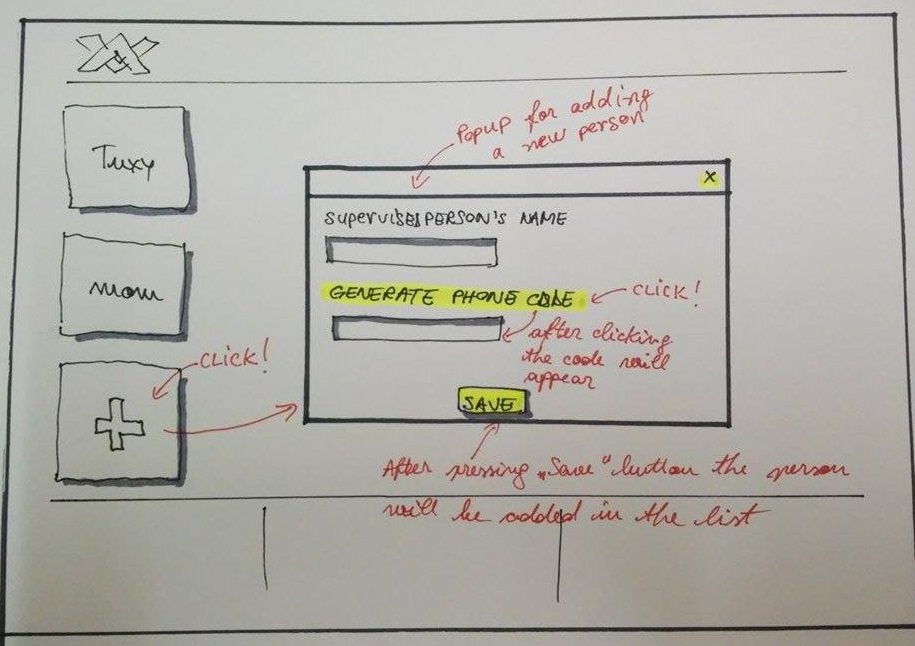 Popup for adding
a new person
Tuxy
x
SUPERVISED PERSON'S NAME
mom
GENERATE PHONE CODE
CLICK!
after clicking
the code will
appear
CLICK!
SAVE
After pressing „Save" button the person
will be added in the list